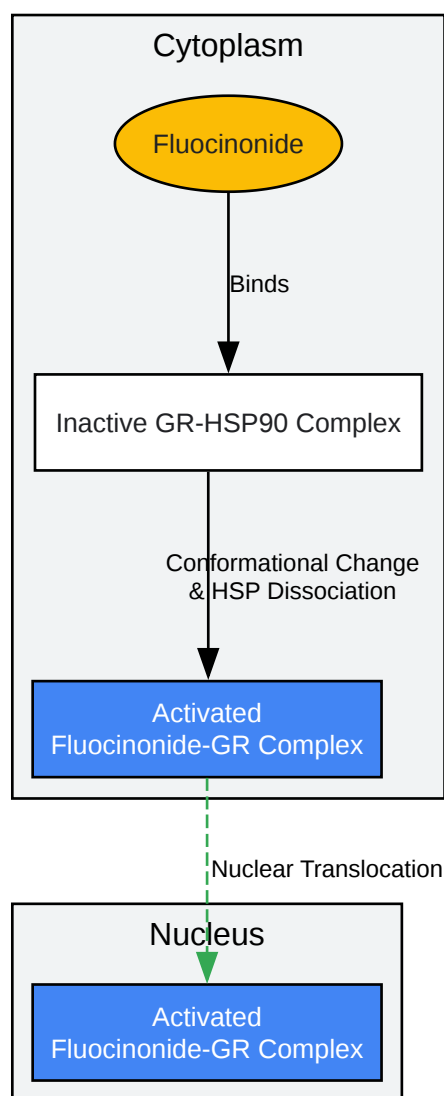 Cytoplasm
Fluocinonide
Binds
Inactive GR-HSP90 Complex
Conformational Change
& HSP Dissociation
Activated
Fluocinonide-GR Complex
Nuclear Translocation
Nucleus
Activated
Fluocinonide-GR Complex